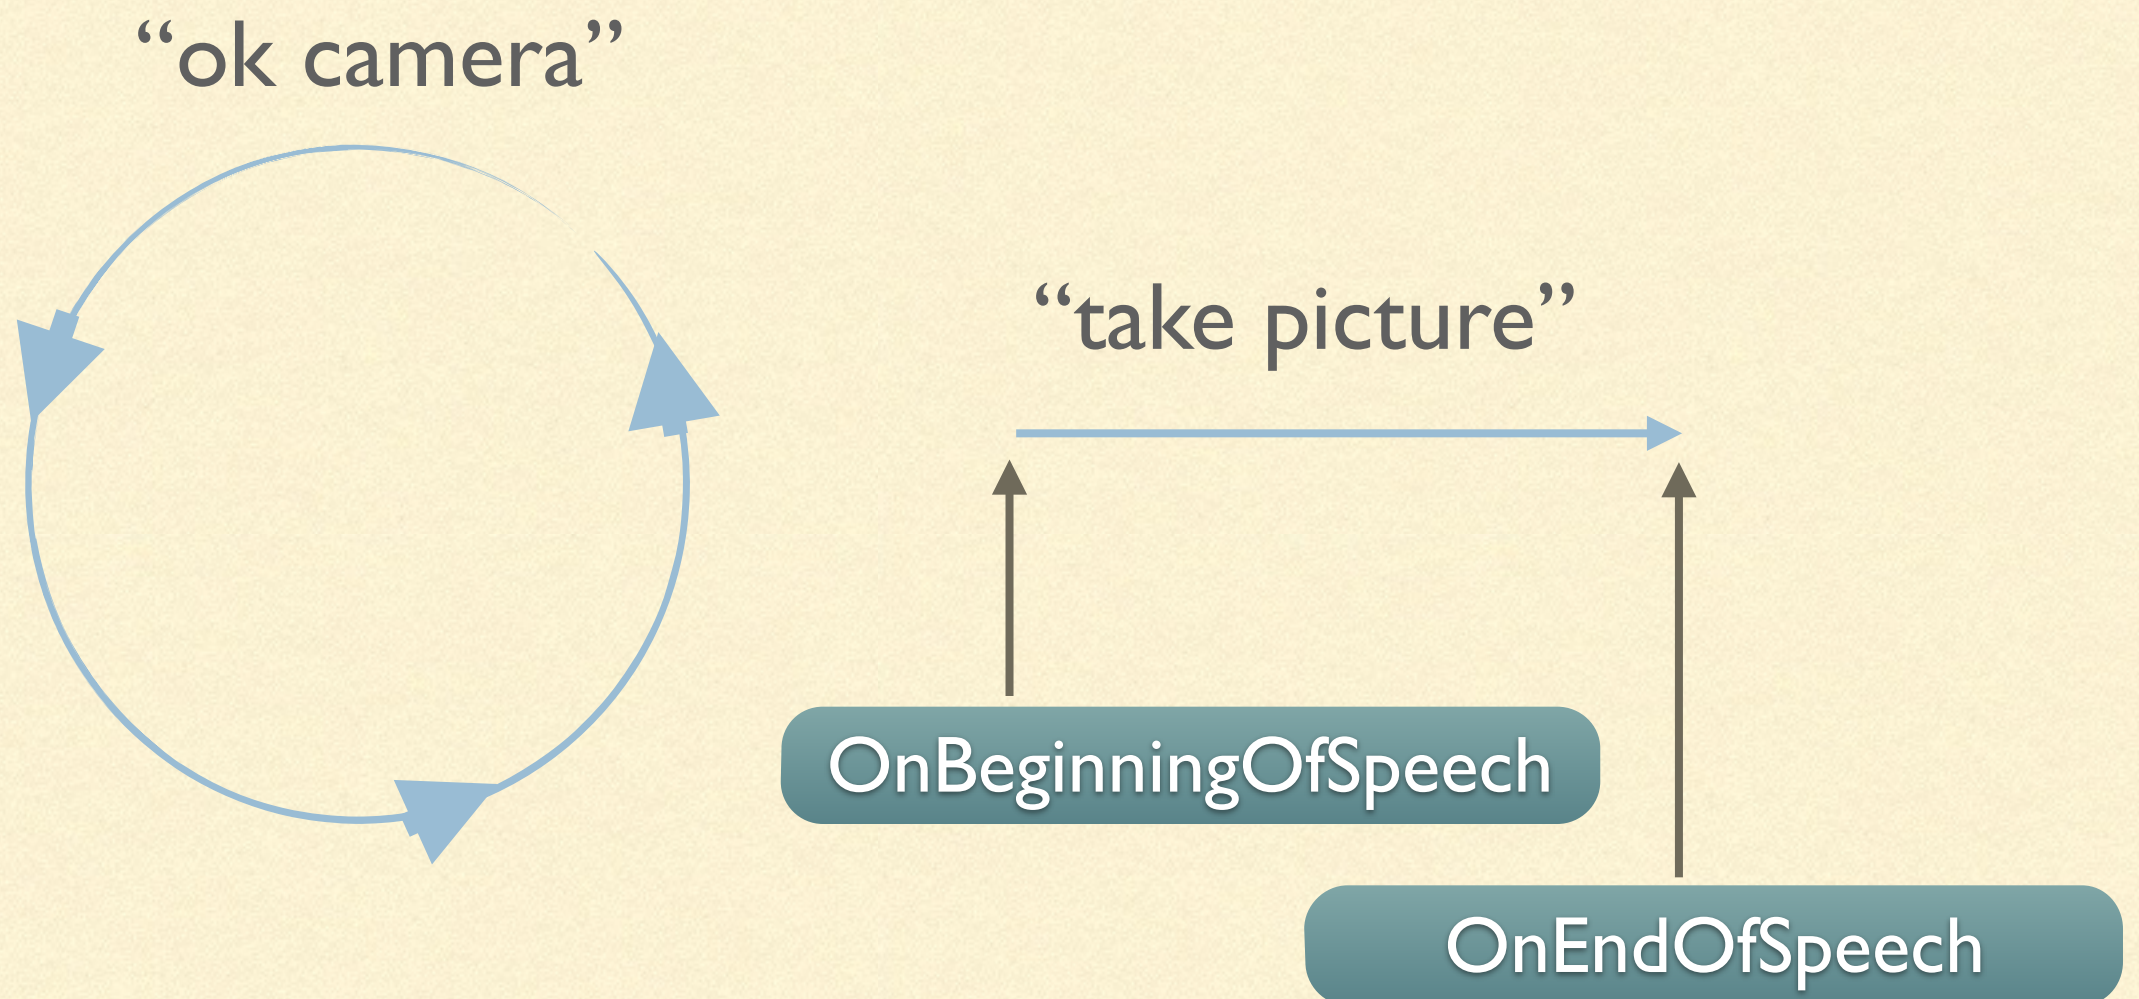 “ok camera”
“take picture”
OnBeginningOfSpeech
OnEndOfSpeech